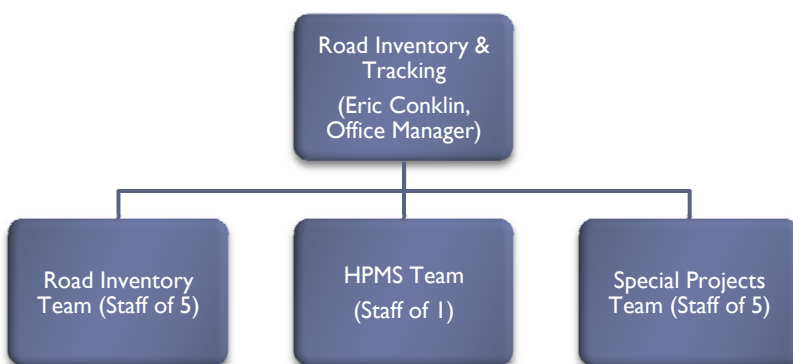 Road Inventory &
Tracking
(Eric Conklin,
Office Manager)
Road Inventory
Team (Staff of 5)
HPMS Team
(Staff of 1)
Special Projects
Team (Staff of 5)